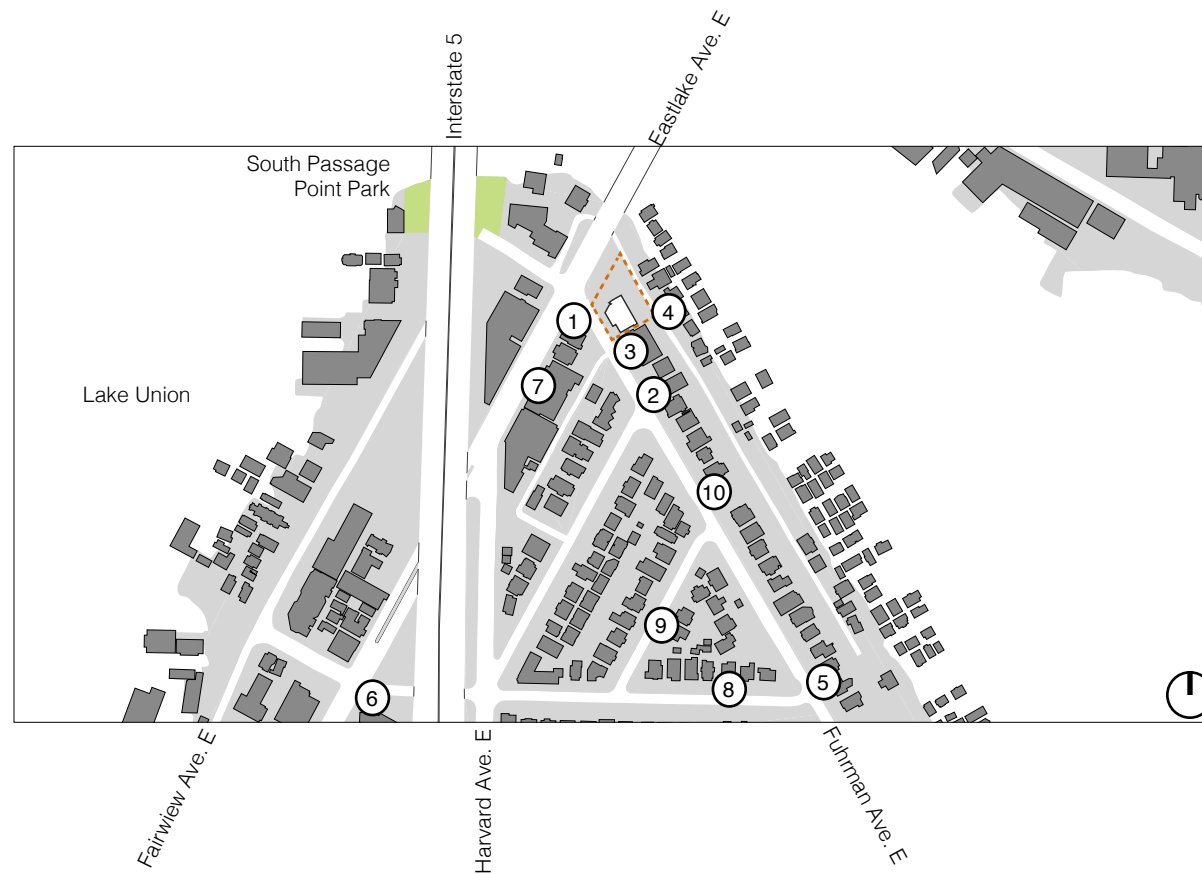 Interstate 5
Eastlake Ave. E
South Passage
Point Park
Lake Union
1
4
3
7
2
10
9
5
8
6
Fairwiew Ave. E
Harvard Ave. E
Fuhrman Ave. E